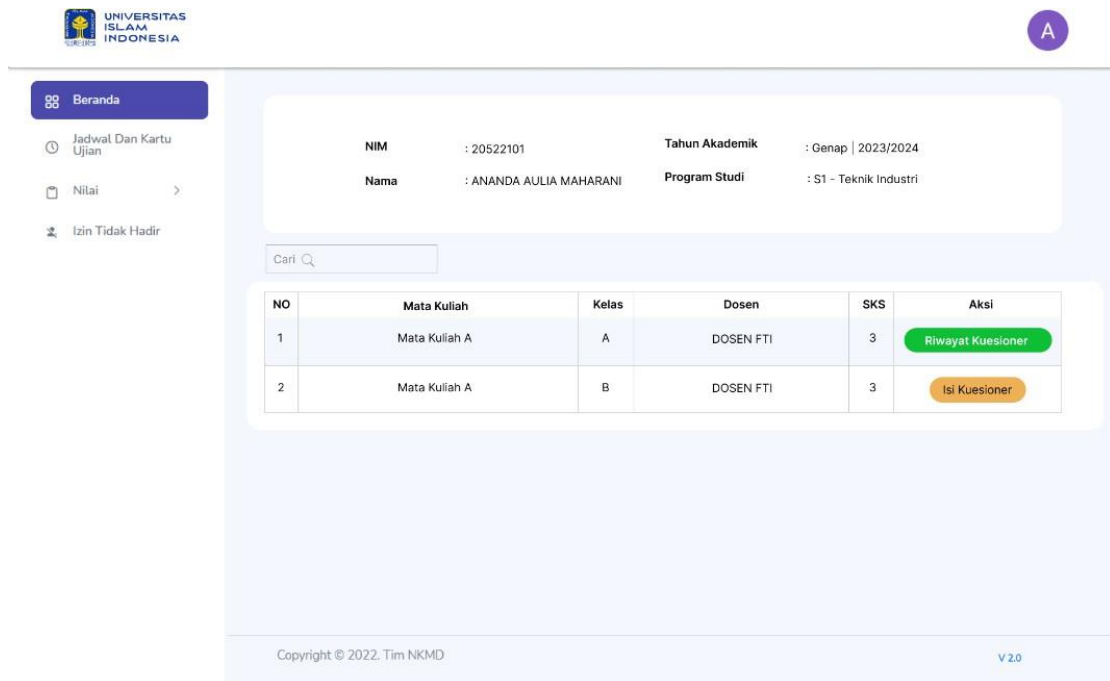 UNIVERSITAS
ISLAM
INDONESIA
A
Beranda
Jadwal Dan Kartu
Ujian
Nilai
Izin Tidak Hadir
NIM : 20522101 Tahun Akademik : Genap | 2023/2024
Nama : ANANDA AULIA MAHARANI Program Studi : S1 - Teknik Industri
Cari
NO Mata Kuliah Kelas Dosen SKS Aksi
1 Mata Kuliah A A DOSEN FTI 3 Riwayat Kuesioner
2 Mata Kuliah A B DOSEN FTI 3 Isi Kuesioner
Copyright © 2022. Tim NKMD V 2.0